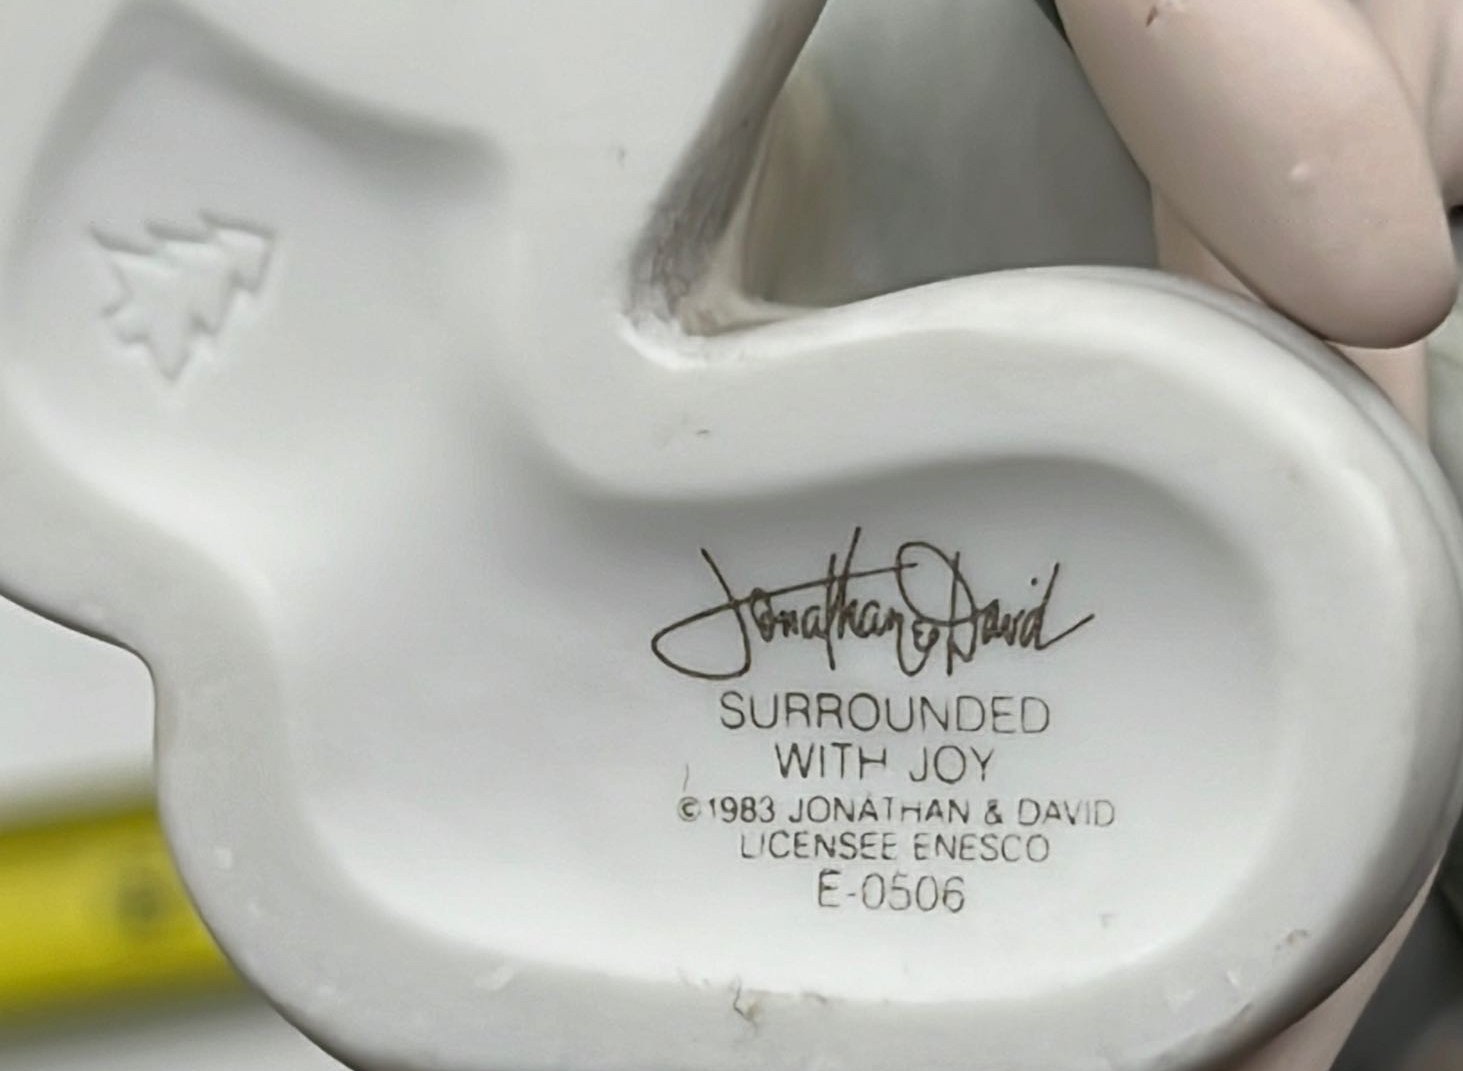 Jonathan & David
SURROUNDED
WITH JOY
©1983 JONATHAN & DAVID
LICENSEE ENESCO
E-0506